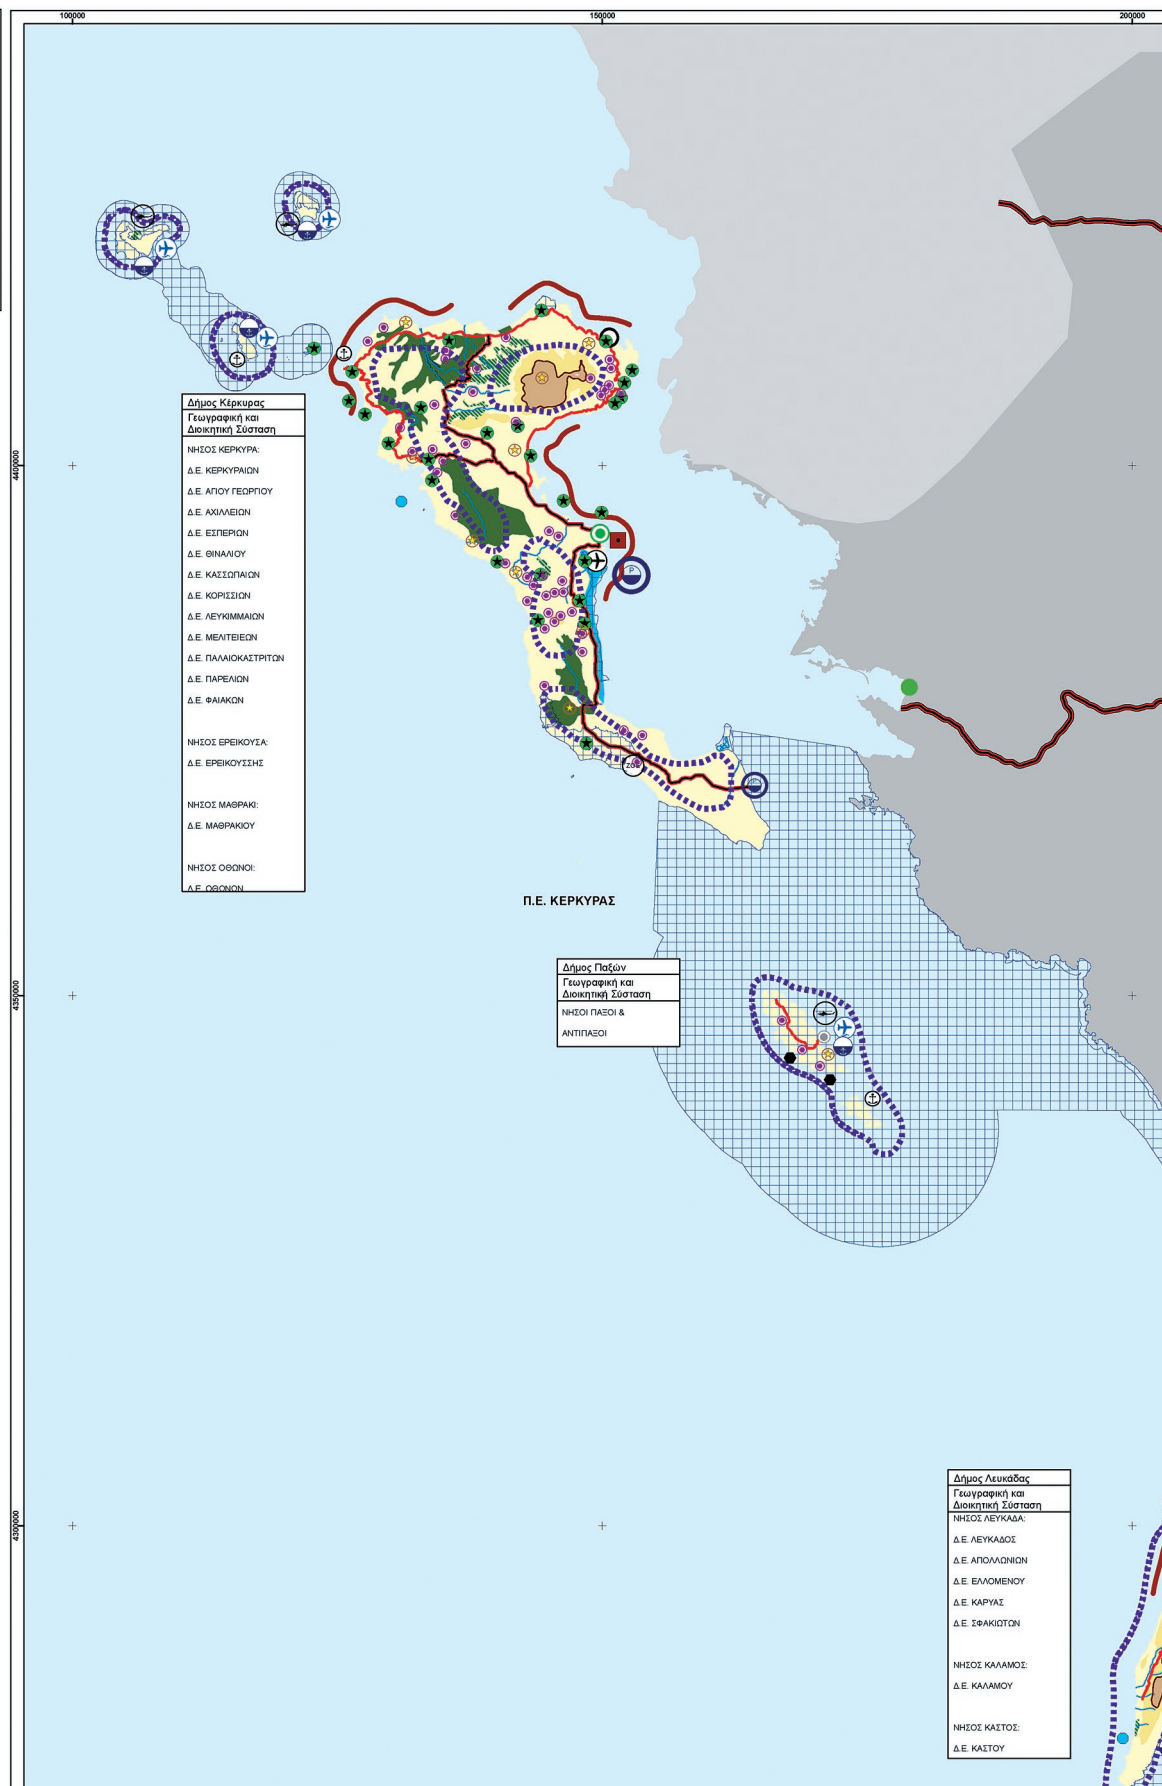 100000
150000
200000
4400000
4350000
4300000
Δήμος Κέρκυρας
Γεωγραφική και
Διοικητική Σύσταση
ΝΗΣΟΣ ΚΕΡΚΥΡΑ:
Δ.Ε. ΚΕΡΚΥΡΑΙΩΝ
Δ.Ε. ΑΓΙΟΥ ΓΕΩΡΓΙΟΥ
Δ.Ε. ΑΧΙΛΛΕΙΩΝ
Δ.Ε. ΕΣΠΕΡΙΩΝ
Δ.Ε. ΘΙΝΑΛΙΟΥ
Δ.Ε. ΚΑΣΣΩΠΑΙΩΝ
Δ.Ε. ΚΟΡΙΣΣΙΩΝ
Δ.Ε. ΛΕΥΚΙΜΜΑΙΩΝ
Δ.Ε. ΜΕΛΙΤΕΙΕΩΝ
Δ.Ε. ΠΑΛΑΙΟΚΑΣΤΡΙΤΩΝ
Δ.Ε. ΠΑΡΕΛΙΩΝ
Δ.Ε. ΦΑΙΑΚΩΝ
ΝΗΣΟΣ ΕΡΕΙΚΟΥΣΑ:
Δ.Ε. ΕΡΕΙΚΟΥΣΣΗΣ
ΝΗΣΟΣ ΜΑΘΡΑΚΙ:
Δ.Ε. ΜΑΘΡΑΚΙΟΥ
ΝΗΣΟΣ ΟΘΩΝΟΙ:
Δ.Ε. ΟΘΩΝΩΝ
P
P
Π.Ε. ΚΕΡΚΥΡΑΣ
Δήμος Παξών
Γεωγραφική και
Διοικητική Σύσταση
ΝΗΣΟΙ ΠΑΞΟΙ &
ΑΝΤΙΠΑΞΟΙ
Δήμος Λευκάδας
Γεωγραφική και
Διοικητική Σύσταση
ΝΗΣΟΣ ΛΕΥΚΑΔΑ:
Δ.Ε. ΛΕΥΚΑΔΟΣ
Δ.Ε. ΑΠΟΛΛΩΝΙΩΝ
Δ.Ε. ΕΛΛΟΜΕΝΟΥ
Δ.Ε. ΚΑΡΥΑΣ
Δ.Ε. ΣΦΑΚΙΩΤΩΝ
ΝΗΣΟΣ ΚΑΛΑΜΟΣ:
Δ.Ε. ΚΑΛΑΜΟΥ
ΝΗΣΟΣ ΚΑΣΤΟΣ:
Δ.Ε. ΚΑΣΤΟΥ